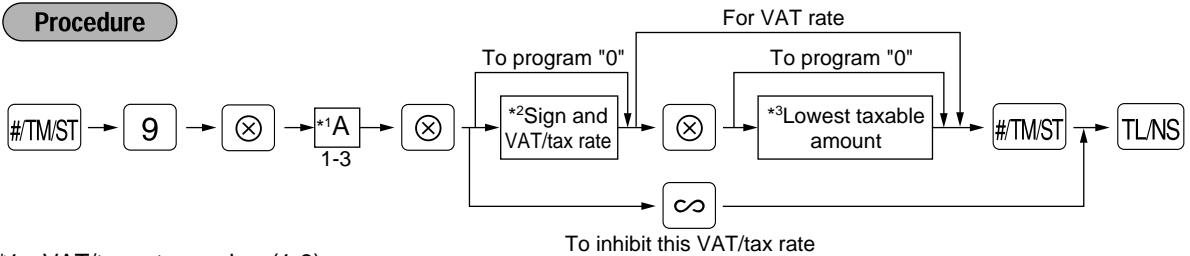 Procedure
For VAT rate
To program "0"
To program "0"
#/TM/ST 9 ⊗ *1A ⊗ *2Sign and VAT/tax rate ⊗ *3Lowest taxable amount #/TM/ST TL/NS
1-3
∞
To inhibit this VAT/tax rate